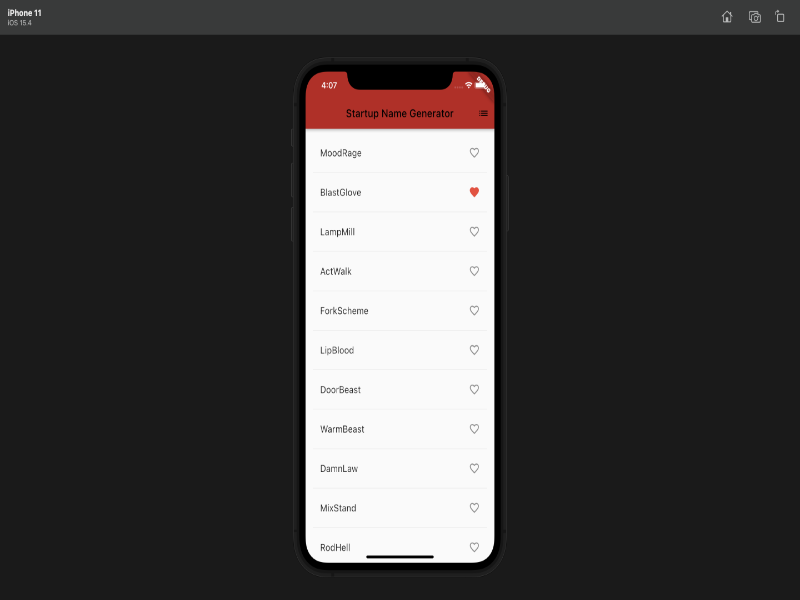 iPhone 11
iOS 15.4
4:07
DEBUG
Startup Name Generator
MoodRage
BlastGlove
LampMill
ActWalk
ForkScheme
LipBlood
DoorBeast
WarmBeast
DamnLaw
MixStand
RodHell